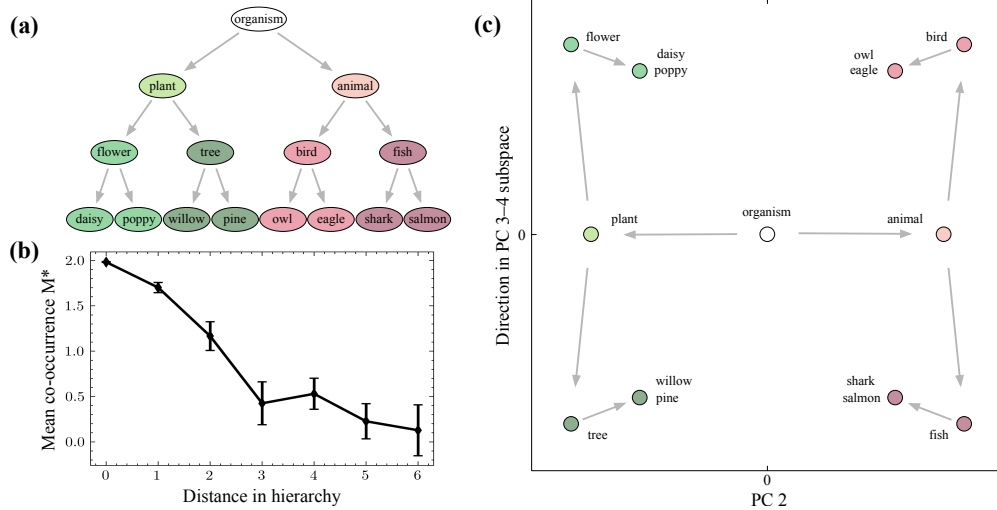 (a)
organism
plant
animal
flower
tree
bird
fish
daisy
poppy
willow
pine
owl
eagle
shark
salmon
(b)
Mean co-occurrence M*
2.0
1.5
1.0
0.5
0.0
0
1
2
3
4
5
6
Distance in hierarchy
(c)
Direction in PC 3–4 subspace
0
flower
daisy
poppy
bird
owl
eagle
plant
organism
animal
willow
pine
tree
shark
salmon
fish
0
PC 2